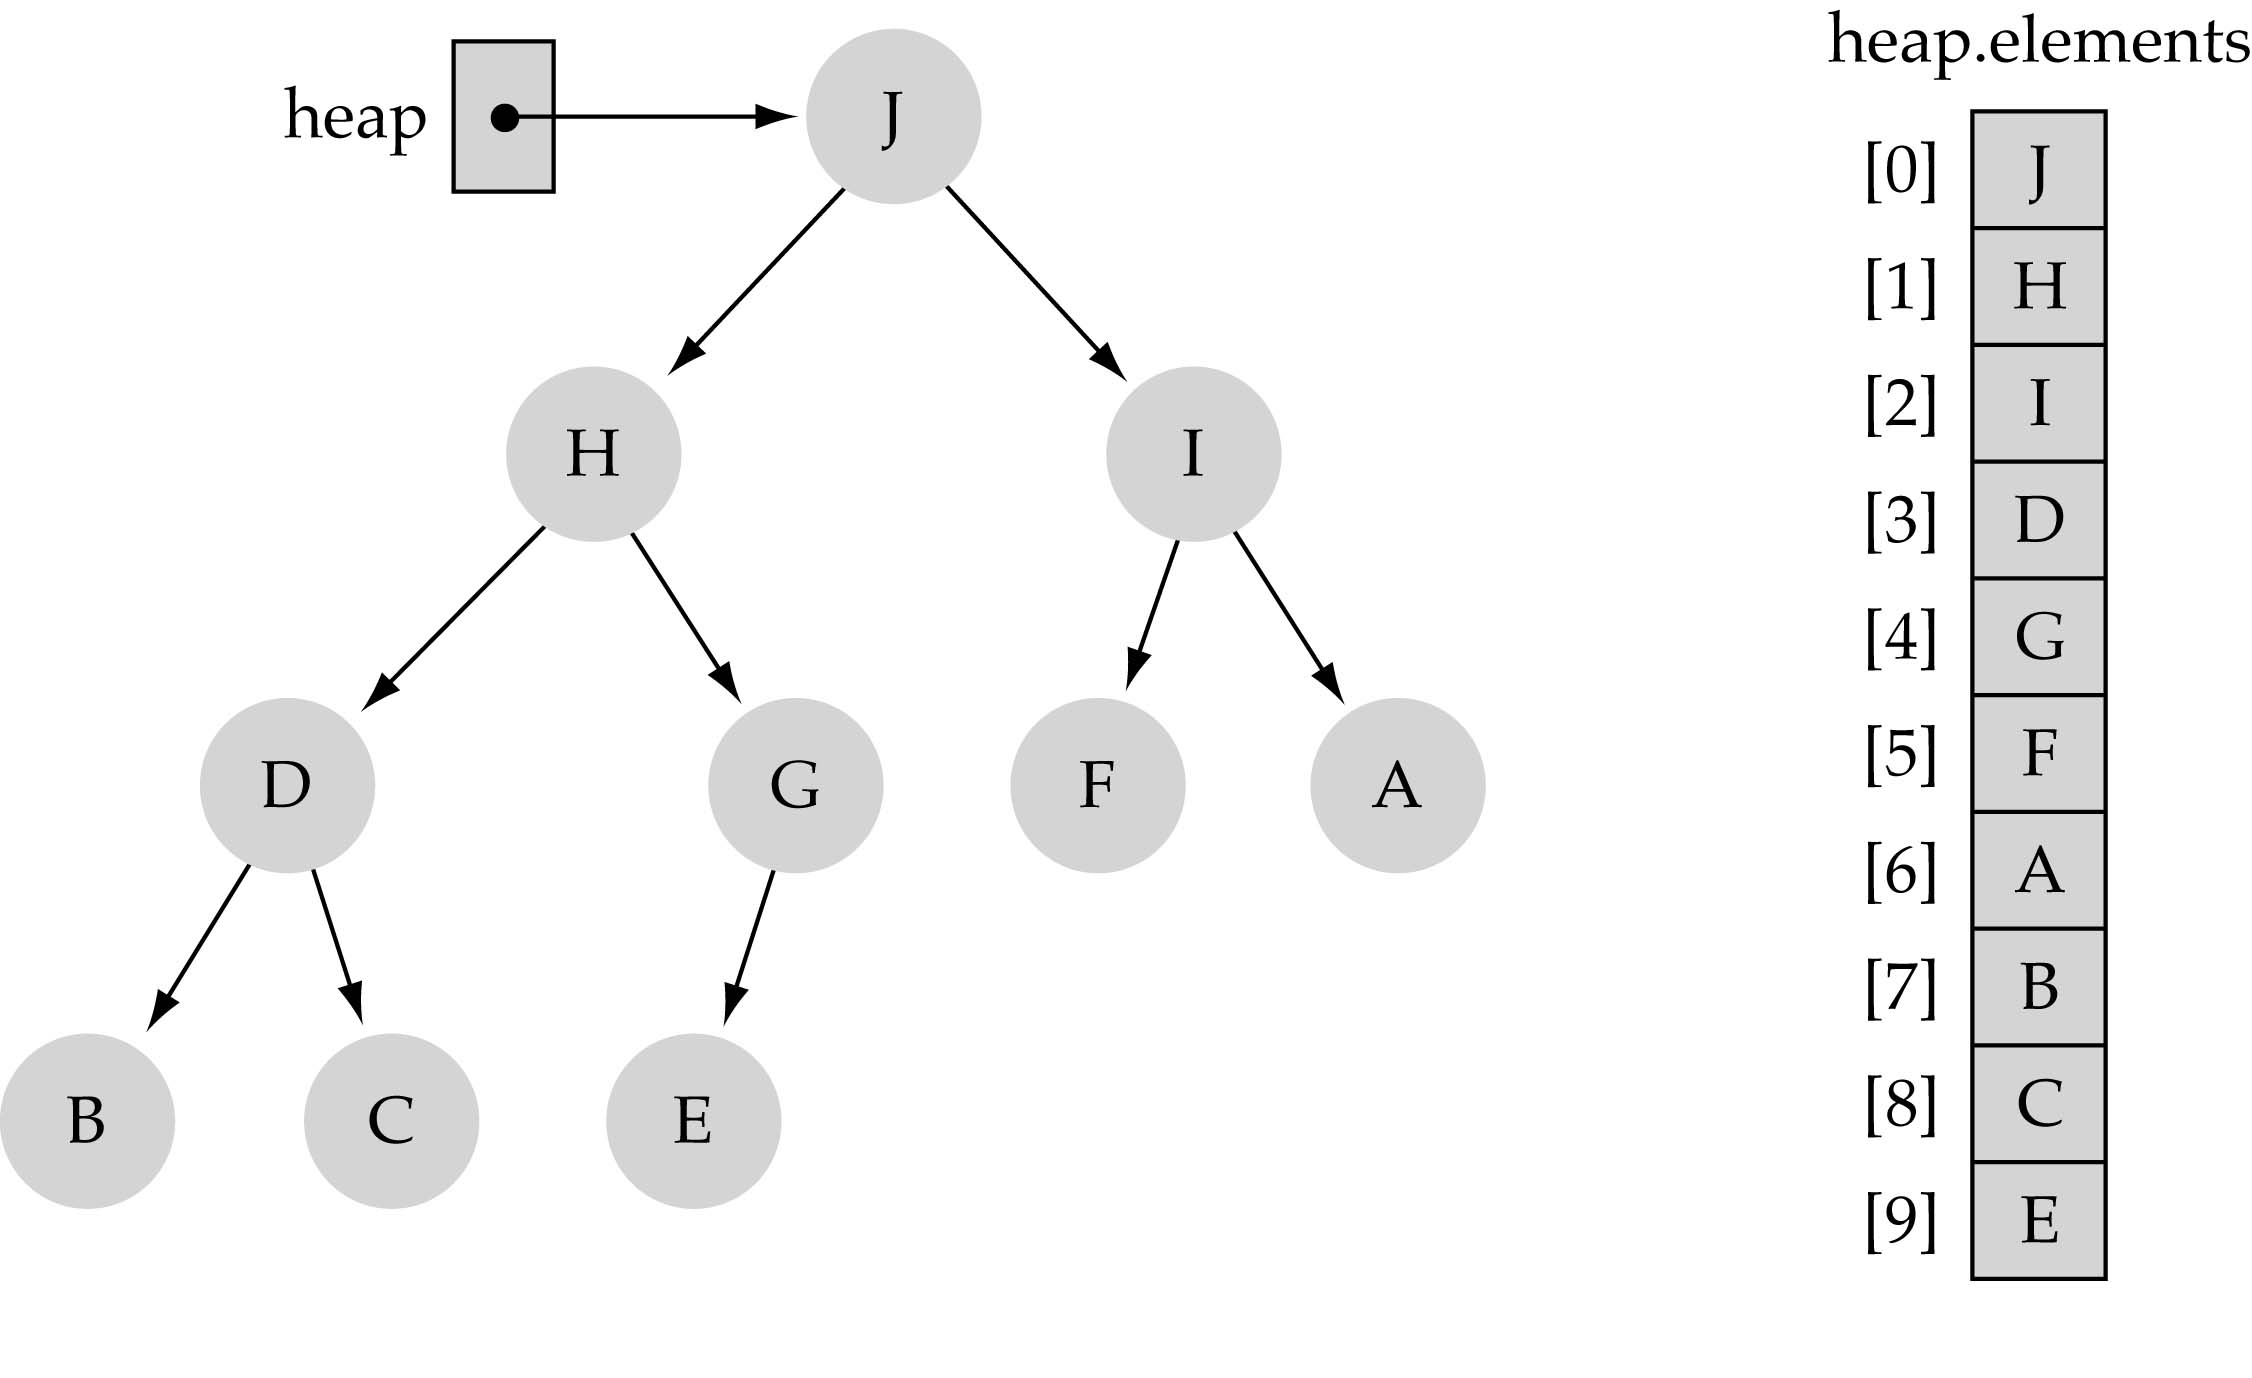 heap
J
H I
D G F A
B C E
heap.elements
[0] J
[1] H
[2] I
[3] D
[4] G
[5] F
[6] A
[7] B
[8] C
[9] E